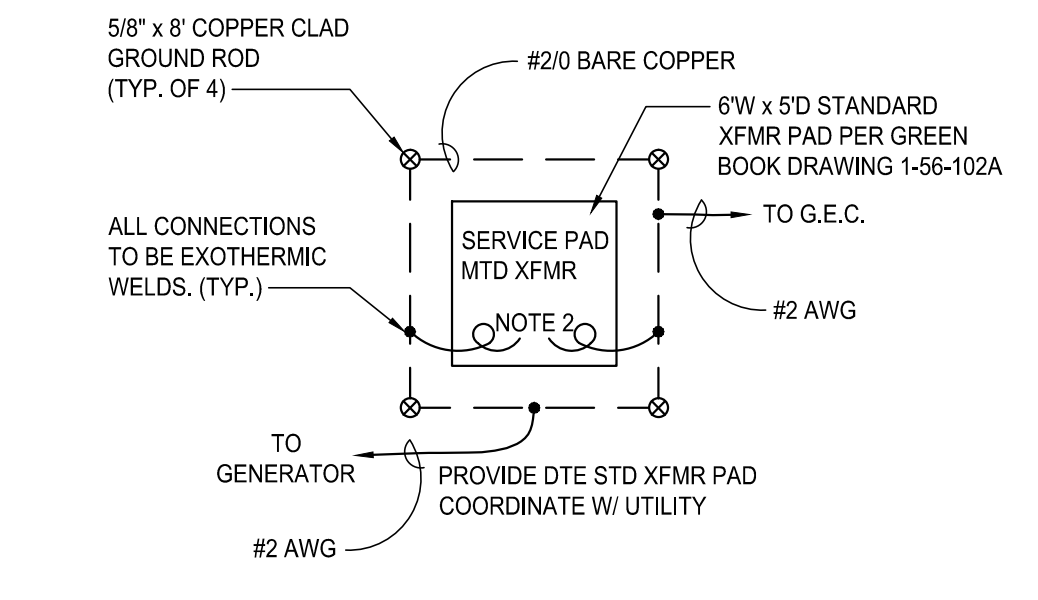 5/8" x 8' COPPER CLAD
GROUND ROD
(TYP. OF 4)
#2/0 BARE COPPER
6'W x 5'D STANDARD
XFMR PAD PER GREEN
BOOK DRAWING 1-56-102A
TO G.E.C.
ALL CONNECTIONS
TO BE EXOTHERMIC
WELDS. (TYP.)
SERVICE PAD
MTD XFMR
NOTE 2
#2 AWG
TO
GENERATOR
PROVIDE DTE STD XFMR PAD
COORDINATE W/ UTILITY
#2 AWG